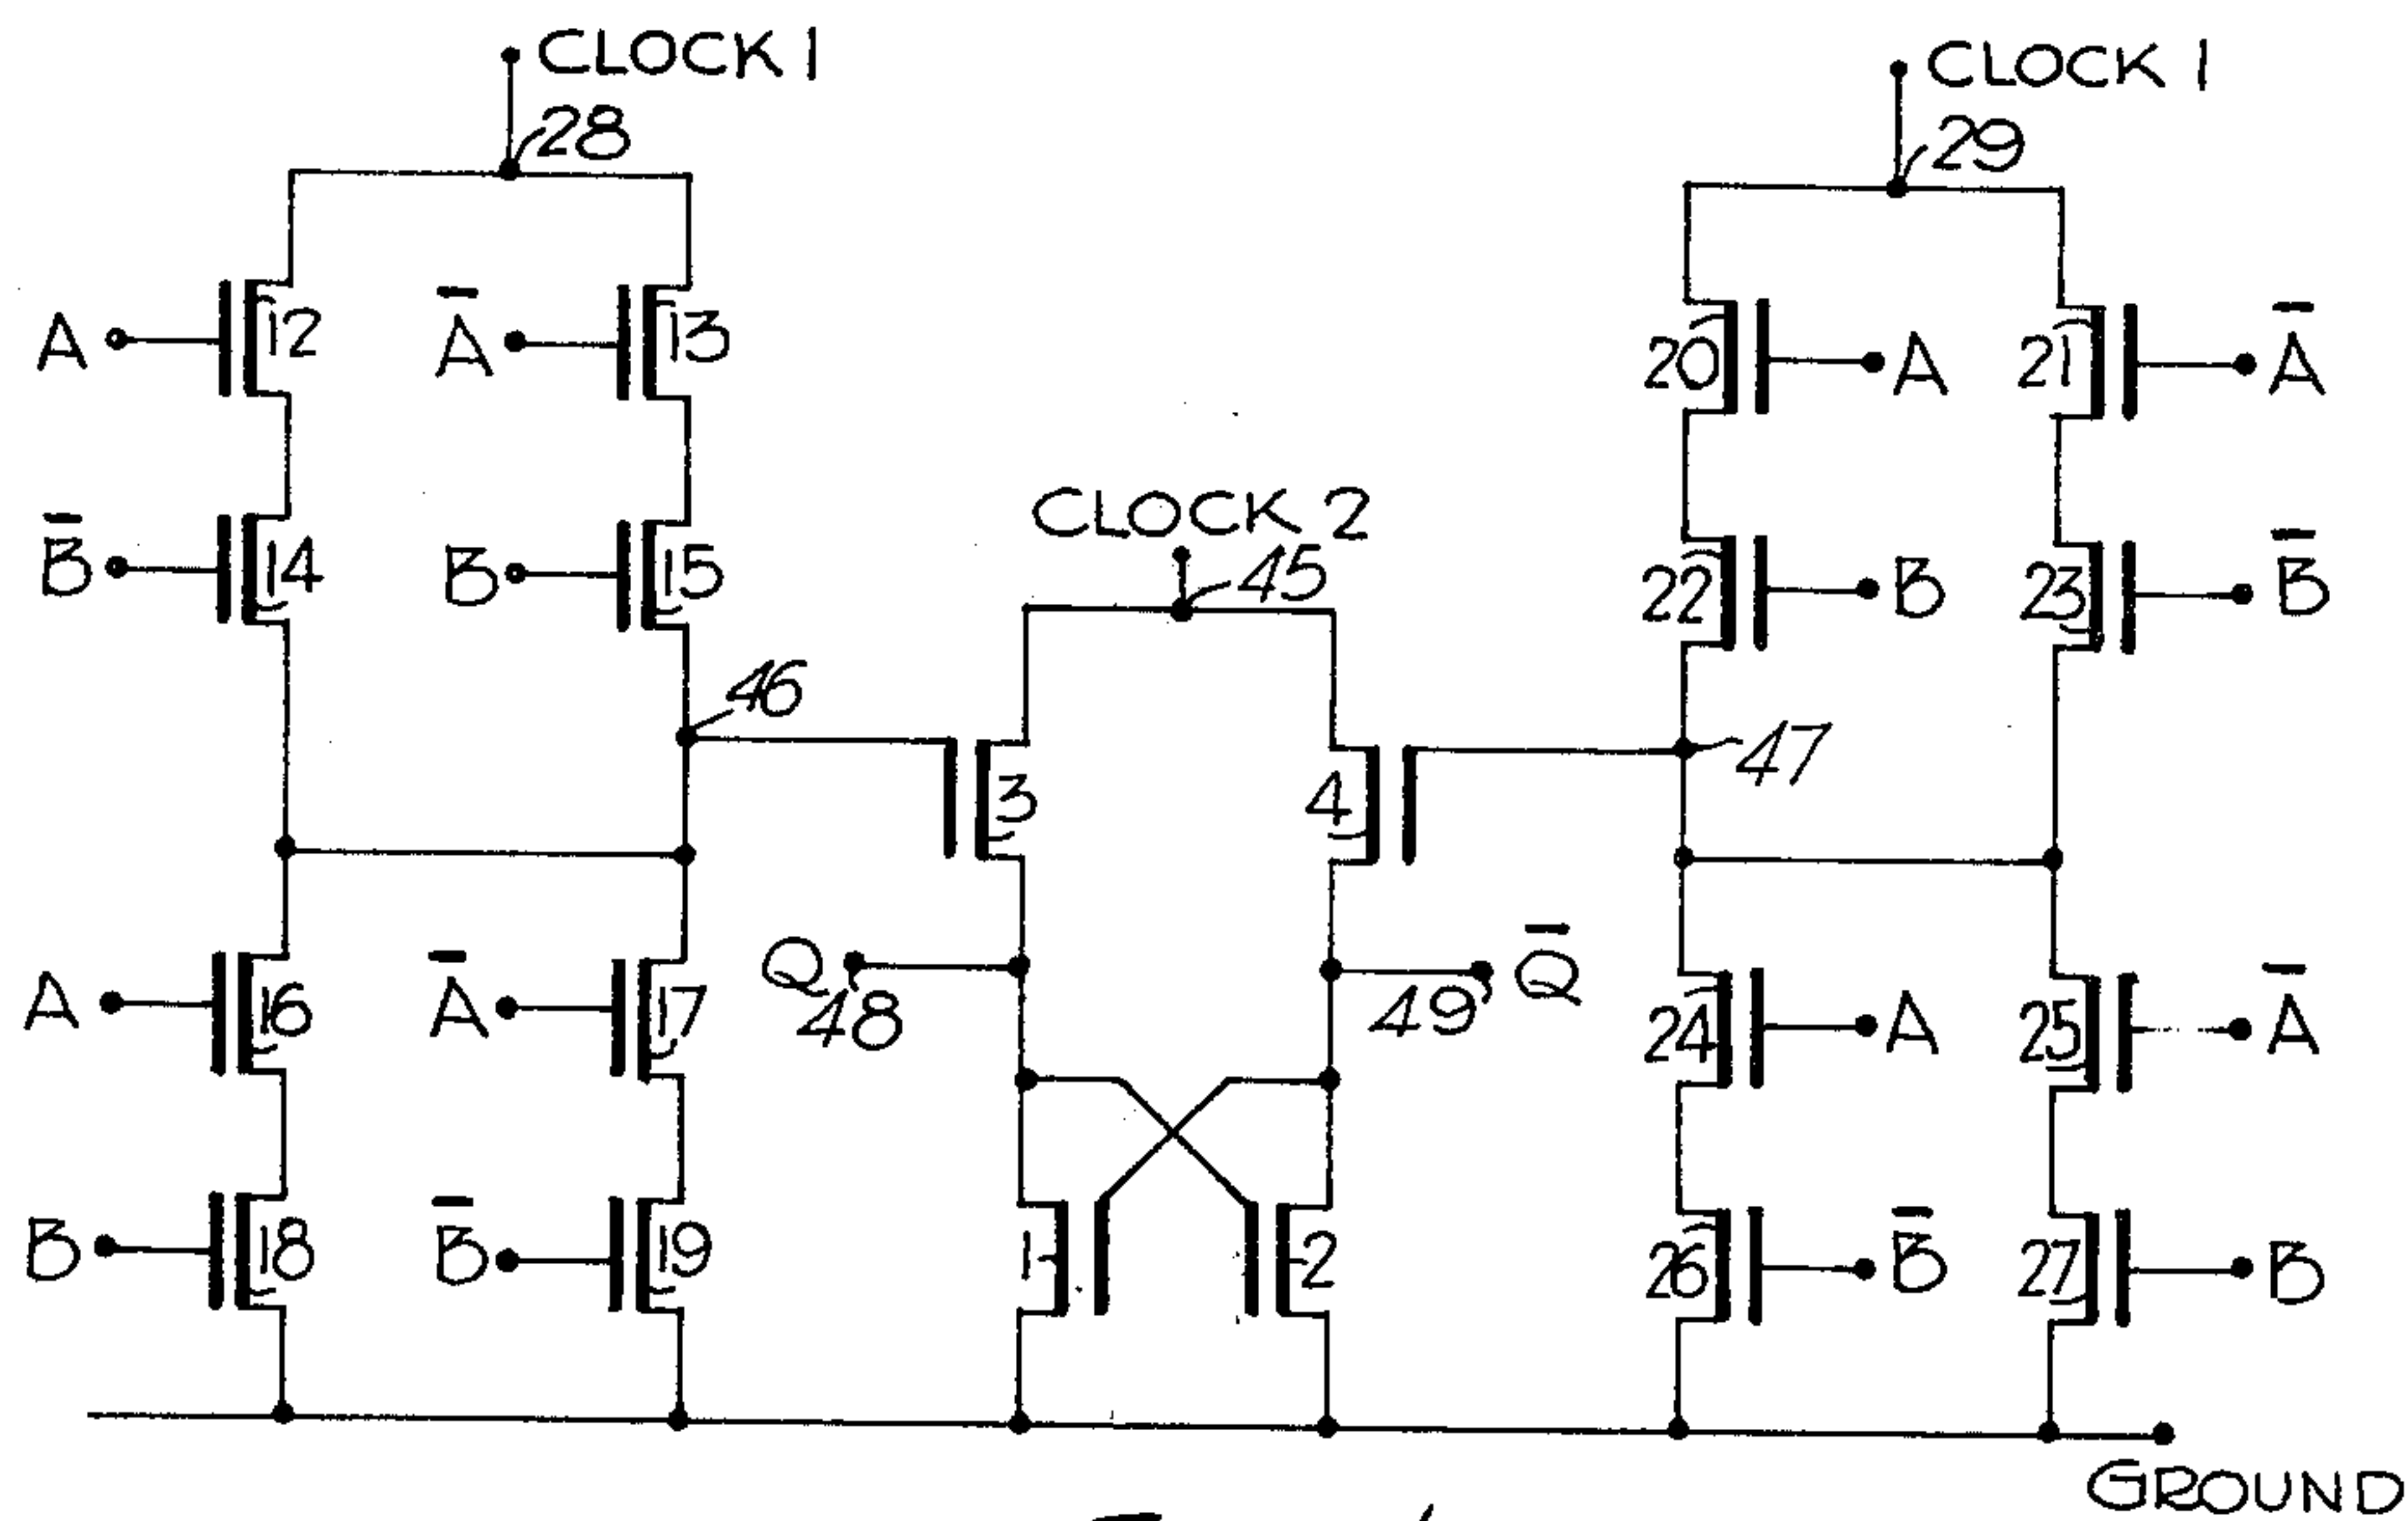 CLOCK 1
CLOCK 1
28
29
A
12
A̅
13
20
A
21
A̅
CLOCK 2
B̅
14
B
15
45
22
B
23
B̅
46
47
3
4
Q
48
49
Q̅
A
16
A̅
17
24
A
25
A̅
B
18
B̅
19
1
2
26
B̅
27
B
GROUND